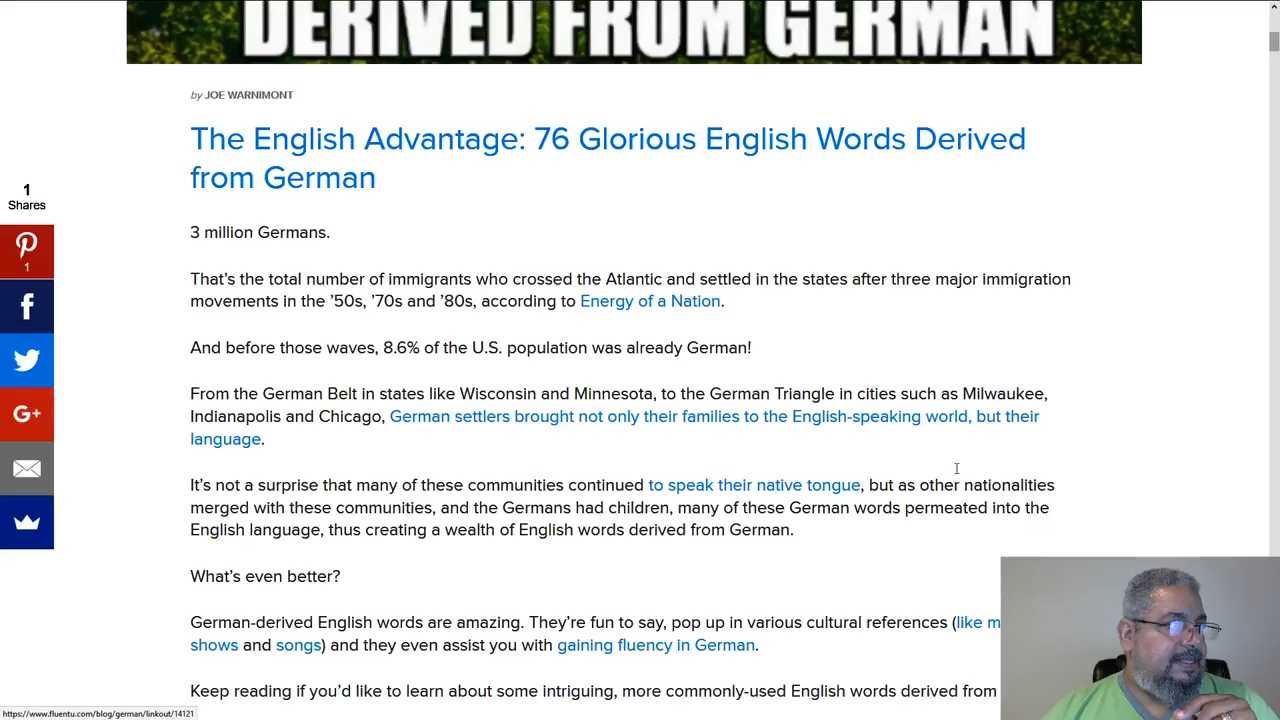 DERIVED FROM GERMAN
by JOE WARNIMONT
The English Advantage: 76 Glorious English Words Derived
from German
1
Shares
3 million Germans.
1
That's the total number of immigrants who crossed the Atlantic and settled in the states after three major immigration
movements in the '50s, '70s and '80s, according to Energy of a Nation.
And before those waves, 8.6% of the U.S. population was already German!
From the German Belt in states like Wisconsin and Minnesota, to the German Triangle in cities such as Milwaukee,
Indianapolis and Chicago, German settlers brought not only their families to the English-speaking world, but their
language.
G+
It's not a surprise that many of these communities continued to speak their native tongue, but as other nationalities
merged with these communities, and the Germans had children, many of these German words permeated into the
English language, thus creating a wealth of English words derived from German.
What's even better?
German-derived English words are amazing. They're fun to say, pop up in various cultural references (like m
shows and songs) and they even assist you with gaining fluency in German.
Keep reading if you'd like to learn about some intriguing, more commonly-used English words derived from
https://www.fluentu.com/blog/german/linkout/14121